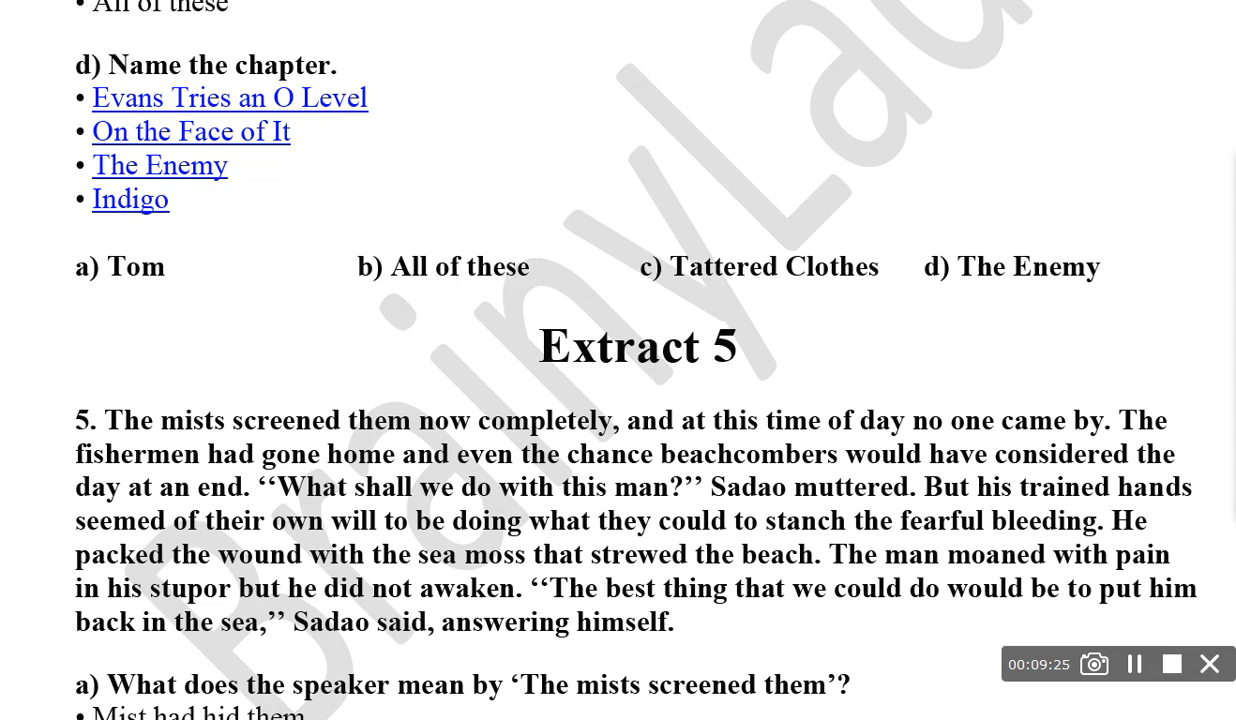 • All of these
d) Name the chapter.
• Evans Tries an O Level
• On the Face of It
• The Enemy
• Indigo
a) Tom b) All of these c) Tattered Clothes d) The Enemy
Extract 5
5. The mists screened them now completely, and at this time of day no one came by. The
fishermen had gone home and even the chance beachcombers would have considered the
day at an end. ‘‘What shall we do with this man?’’ Sadao muttered. But his trained hands
seemed of their own will to be doing what they could to stanch the fearful bleeding. He
packed the wound with the sea moss that strewed the beach. The man moaned with pain
in his stupor but he did not awaken. ‘‘The best thing that we could do would be to put him
back in the sea,’’ Sadao said, answering himself.
00:09:25
a) What does the speaker mean by ‘The mists screened them’?
• Mist had hid them
BrainyLad